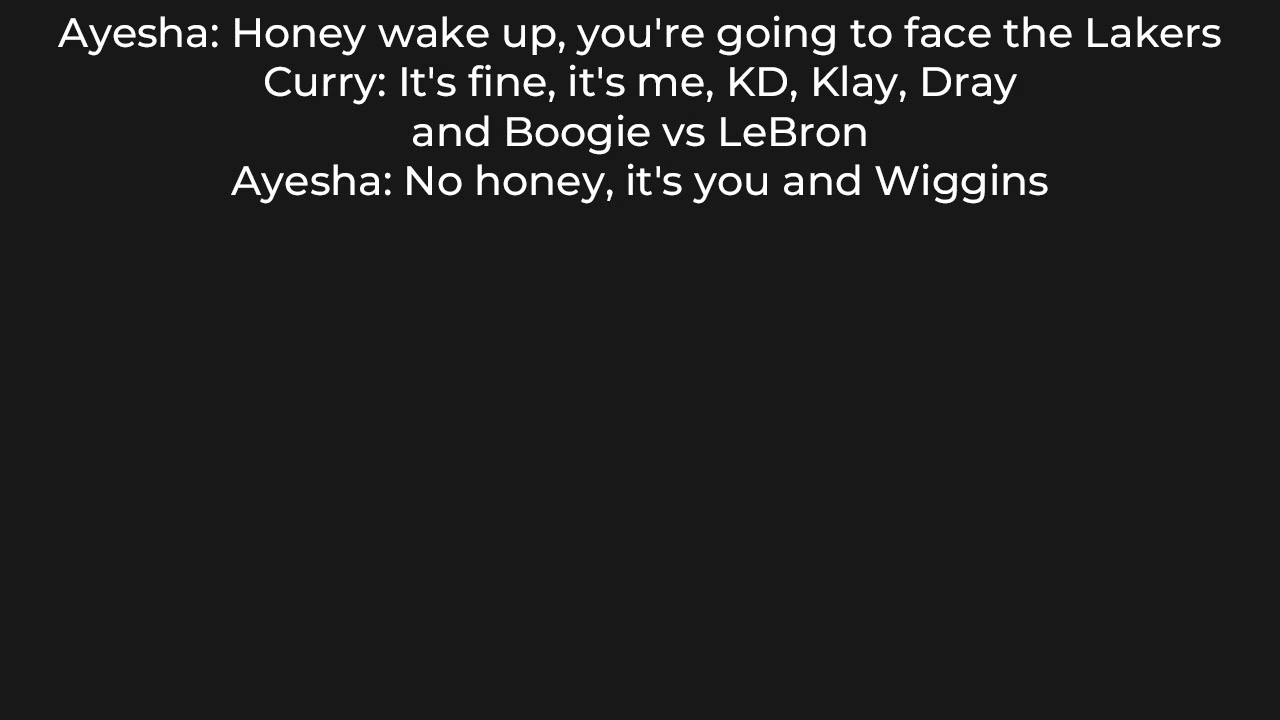 Ayesha: Honey wake up, you're going to face the Lakers
Curry: It's fine, it's me, KD, Klay, Dray
and Boogie vs LeBron
Ayesha: No honey, it's you and Wiggins